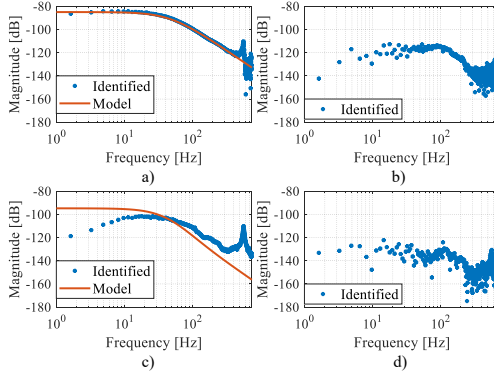 -80
-100
-120
-140
-160
-180
Magnitude [dB]
Identified
Model
10^0 10^1 10^2
Frequency [Hz]
a)
-80
-100
-120
-140
-160
-180
Magnitude [dB]
Identified
10^0 10^1 10^2
Frequency [Hz]
b)
-80
-100
-120
-140
-160
-180
Magnitude [dB]
Identified
Model
10^0 10^1 10^2
Frequency [Hz]
c)
-80
-100
-120
-140
-160
-180
Magnitude [dB]
Identified
10^0 10^1 10^2
Frequency [Hz]
d)